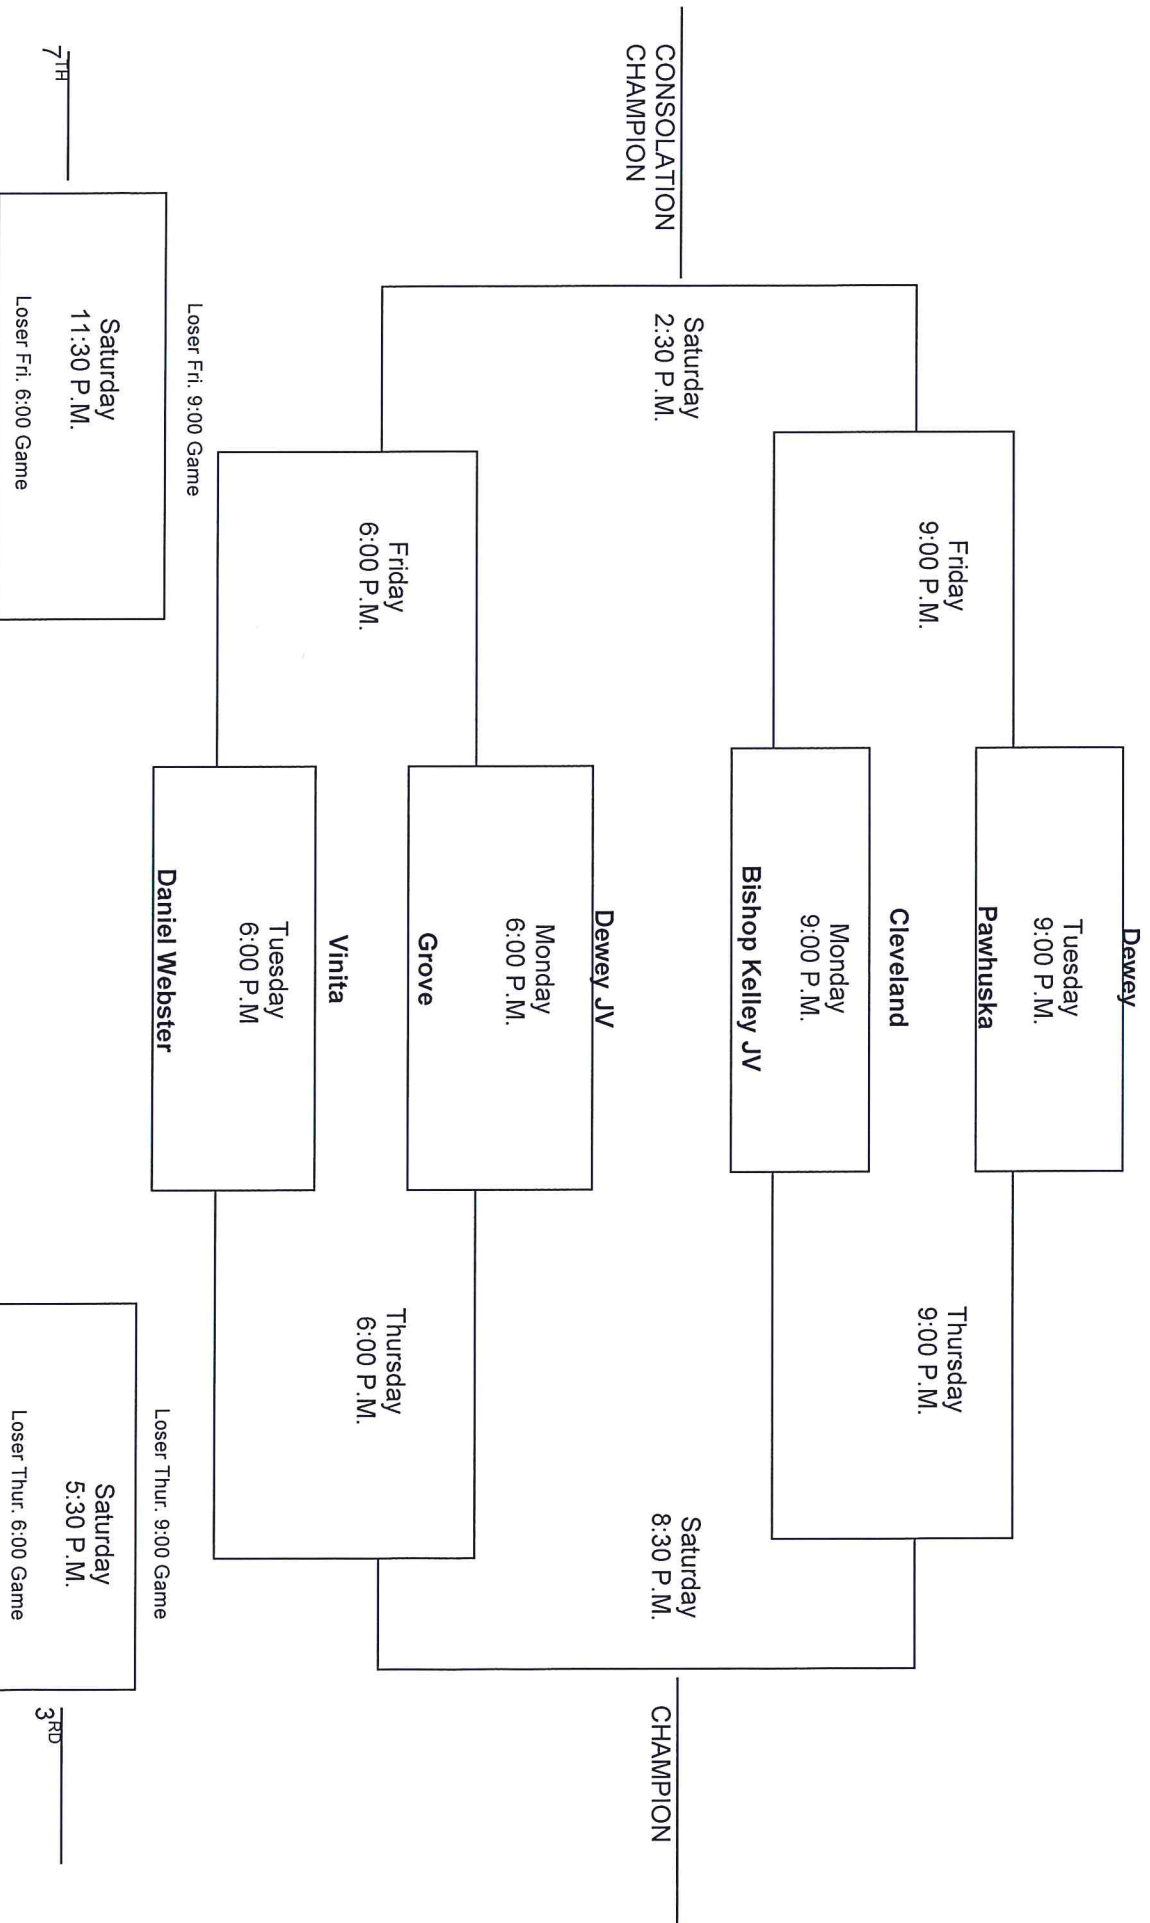 Dewey
Tuesday
9:00 P.M.
Pawhuska
Friday
9:00 P.M.
Thursday
9:00 P.M.
Cleveland
Monday
9:00 P.M.
Bishop Kelley JV
Saturday
2:30 P.M.
CONSOLATION
CHAMPION
Saturday
8:30 P.M.
CHAMPION
Dewey JV
Monday
6:00 P.M.
Grove
Friday
6:00 P.M.
Thursday
6:00 P.M.
Vinita
Tuesday
6:00 P.M
Daniel Webster
Loser Fri. 9:00 Game
Saturday
11:30 P.M.
Loser Fri. 6:00 Game
7TH
Loser Thur. 9:00 Game
Saturday
5:30 P.M.
Loser Thur. 6:00 Game
3RD